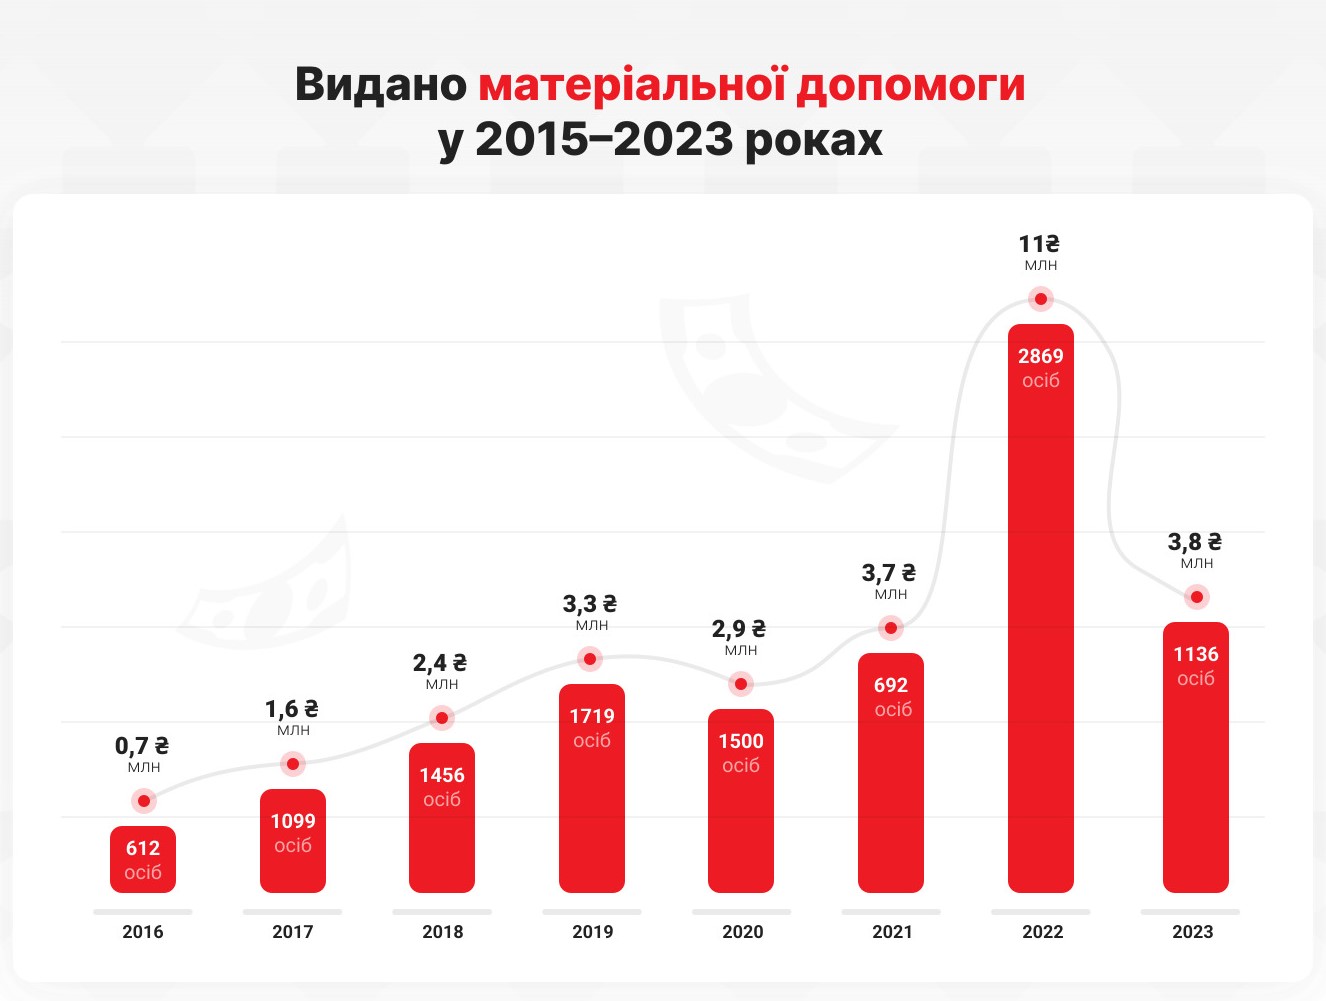 Видано матеріальної допомоги
у 2015–2023 роках
11₴
млн
2869
осіб
3,8 ₴
млн
3,7 ₴
млн
3,3 ₴
млн
2,9 ₴
млн
2,4 ₴
млн
1,6 ₴
млн
0,7 ₴
млн
612
осіб
1099
осіб
1456
осіб
1719
осіб
1500
осіб
692
осіб
1136
осіб
2016
2017
2018
2019
2020
2021
2022
2023